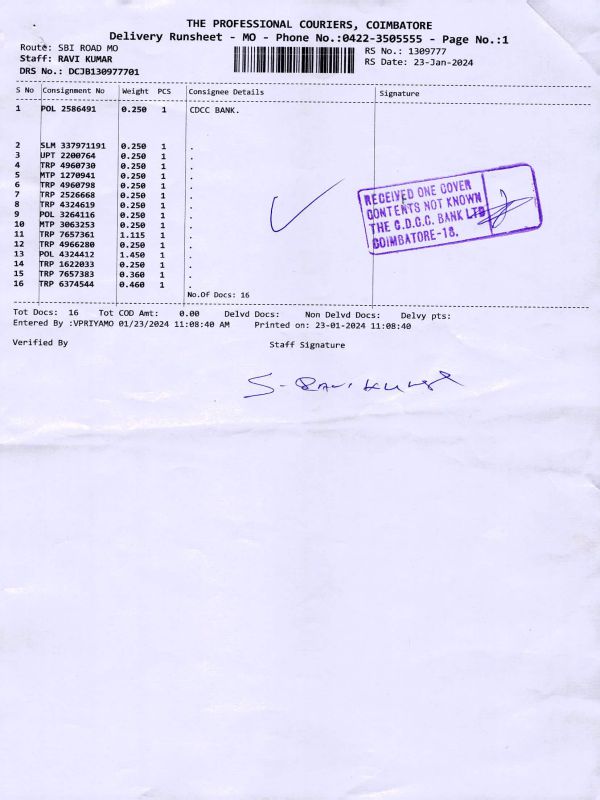 THE PROFESSIONAL COURIERS, COIMBATORE
Delivery Runsheet - MO - Phone No.:0422-3505555 - Page No.:1
Route: SBI ROAD MO RS No.: 1309777
Staff: RAVI KUMAR RS Date: 23-Jan-2024
DRS No.: DCJB130977701
S No Consignment No Weight PCS Consignee Details Signature
1 POL 2586491 0.250 1 CDCC BANK.
2 SLM 337971191 0.250 1 .
3 UPT 2200764 0.250 1 .
4 TRP 4960730 0.250 1 .
5 MTP 1270941 0.250 1 .
6 TRP 4960798 0.250 1 .
7 TRP 2526668 0.250 1 .
8 TRP 4324619 0.250 1 .
9 POL 3264116 0.250 1 .
10 MTP 3063253 0.250 1 .
11 TRP 7657361 1.115 1 .
12 TRP 4966280 0.250 1 .
13 POL 4324412 1.450 1 .
14 TRP 1622033 0.250 1 .
15 TRP 7657383 0.360 1 .
16 TRP 6374544 0.460 1 .
RECEIVED ONE COVER
CONTENTS NOT KNOWN
THE C.D.C.C. BANK LTD
COIMBATORE-18.
No.Of Docs: 16
Tot Docs: 16 Tot COD Amt: 0.00 Delvd Docs: Non Delvd Docs: Delvy pts:
Entered By :VPRIYAMO 01/23/2024 11:08:40 AM Printed on: 23-01-2024 11:08:40
Verified By Staff Signature
S- Ravi kumar